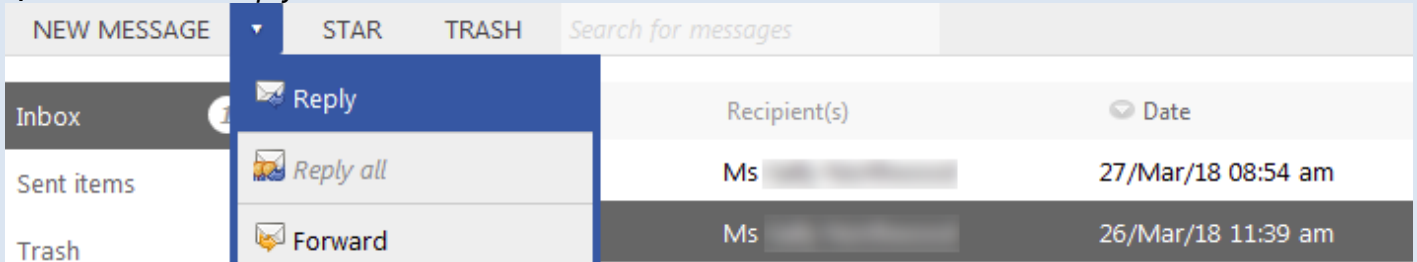 NEW MESSAGE STAR TRASH Search for messages
Inbox
Reply
Recipient(s) Date
Sent items
Reply all
Ms 27/Mar/18 08:54 am
Trash
Forward
Ms 26/Mar/18 11:39 am